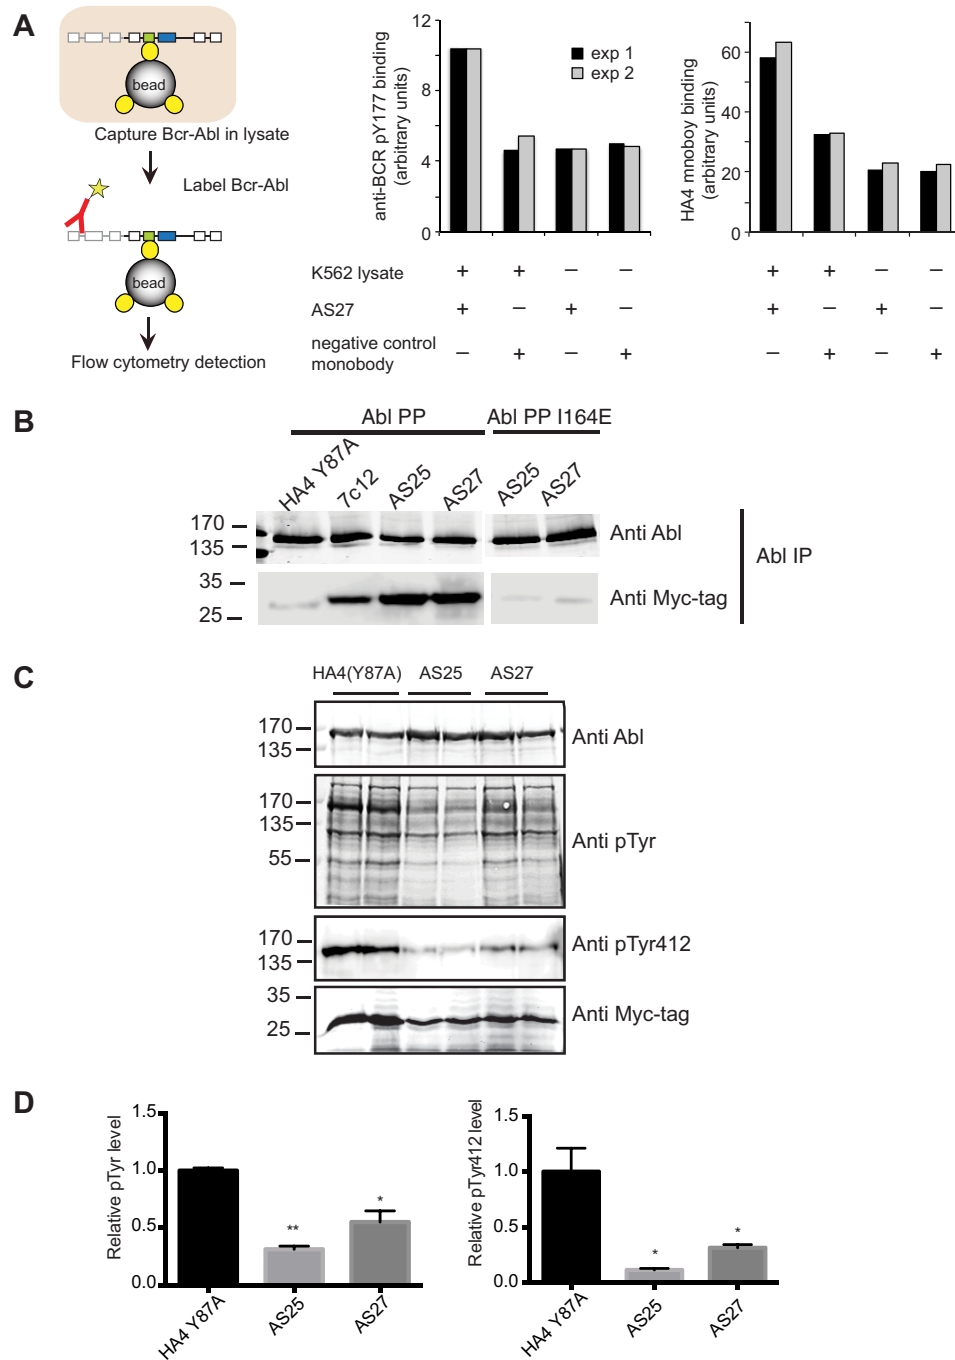 A
bead
Capture Bcr-Abl in lysate
Label Bcr-Abl
bead
Flow cytometry detection
anti-BCR pY177 binding
(arbitrary units)
12
8
4
0
exp 1
exp 2
HA4 mmoboy binding
(arbitrary units)
60
40
20
0
K562 lysate + + – – + + – –
AS27 + – + – + – + –
negative control
monobody – + – + – + – +
B
Abl PP Abl PP I164E
HA4 Y87A 7c12 AS25 AS27 AS25 AS27
170
135
Anti Abl
35
25
Anti Myc-tag
Abl IP
C
HA4(Y87A) AS25 AS27
170
135
Anti Abl
170
135
55
Anti pTyr
170
135
Anti pTyr412
35
25
Anti Myc-tag
D
Relative pTyr level
1.5
1.0
0.5
0.0
** *
HA4 Y87A AS25 AS27
Relative pTyr412 level
1.5
1.0
0.5
0.0
* *
HA4 Y87A AS25 AS27